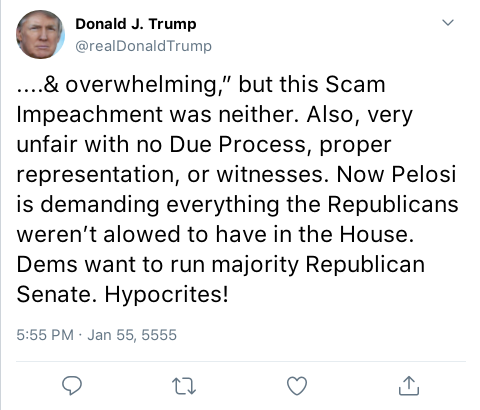 Donald J. Trump
@realDonaldTrump
....& overwhelming,” but this Scam
Impeachment was neither. Also, very
unfair with no Due Process, proper
representation, or witnesses. Now Pelosi
is demanding everything the Republicans
weren’t alowed to have in the House.
Dems want to run majority Republican
Senate. Hypocrites!
5:55 PM · Jan 55, 5555